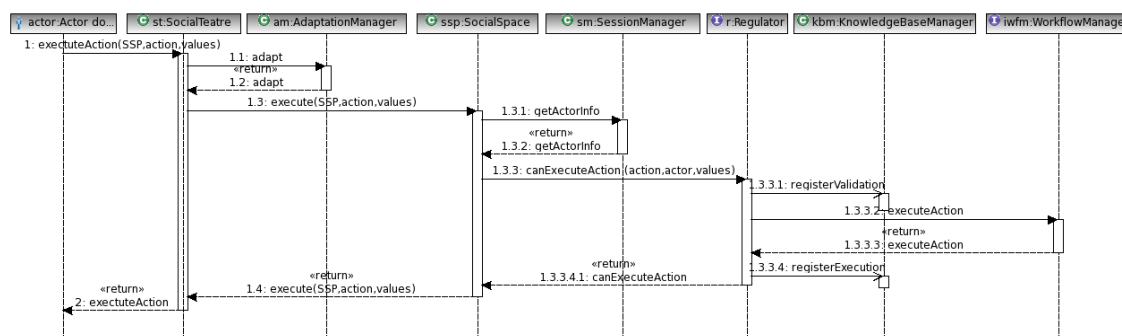 actor:Actor do...
st:SocialTeatre
am:AdaptationManager
ssp:SocialSpace
sm:SessionManager
r:Regulator
kbm:KnowledgeBaseManager
iwfm:WorkflowManage
1: exectuteAction(SSP,action,values)
1.1: adapt
«return»
1.2: adapt
1.3: execute(SSP,action,values)
1.3.1: getActorInfo
«return»
1.3.2: getActorInfo
1.3.3: canExecuteAction (action,actor,values)
1.3.3.1: registerValidation
1.3.3.2: executeAction
«return»
1.3.3.3: executeAction
«return»
1.3.3.4: registerExecution
1.3.3.4.1: canExecuteAction
«return»
1.4: execute(SSP,action,values)
«return»
2: executeAction